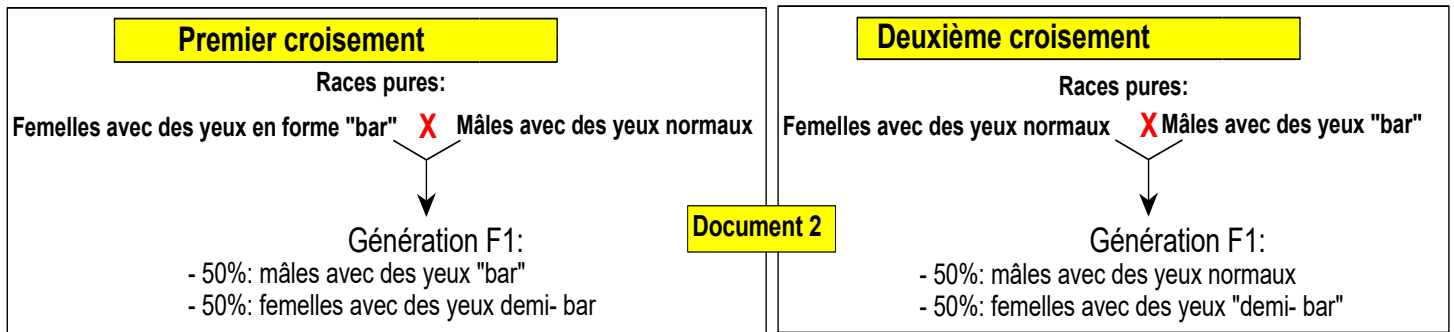 Premier croisement
Races pures:
Femelles avec des yeux en forme "bar" X Mâles avec des yeux normaux
Génération F1:
- 50%: mâles avec des yeux "bar"
- 50%: femelles avec des yeux demi- bar
Document 2
Deuxième croisement
Races pures:
Femelles avec des yeux normaux X Mâles avec des yeux "bar"
Génération F1:
- 50%: mâles avec des yeux normaux
- 50%: femelles avec des yeux "demi- bar"